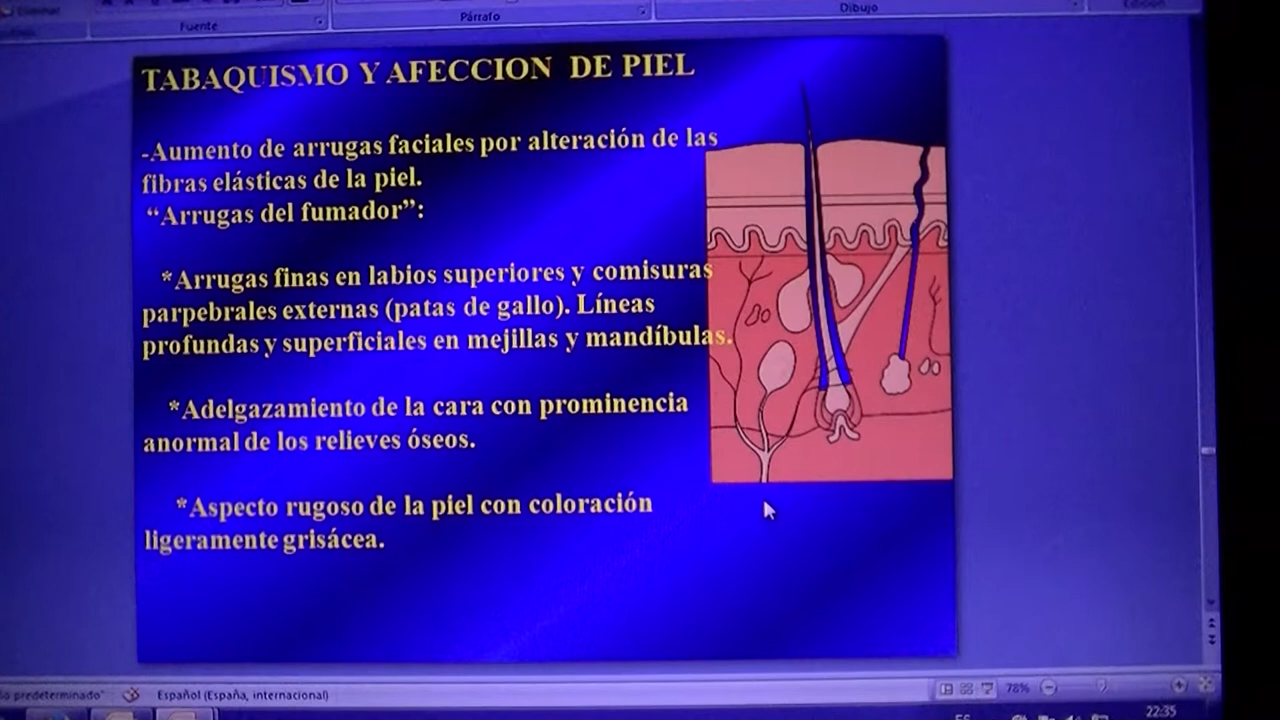 Fuente
Párrafo
Dibujo
Edición
TABAQUISMO Y AFECCION DE PIEL
-Aumento de arrugas faciales por alteración de las
fibras elásticas de la piel.
“Arrugas del fumador”:
*Arrugas finas en labios superiores y comisuras
parpebrales externas (patas de gallo). Líneas
profundas y superficiales en mejillas y mandíbulas.
*Adelgazamiento de la cara con prominencia
anormal de los relieves óseos.
*Aspecto rugoso de la piel con coloración
ligeramente grisácea.
predeterminado"
Español (España, internacional)
78%
ES
22:35